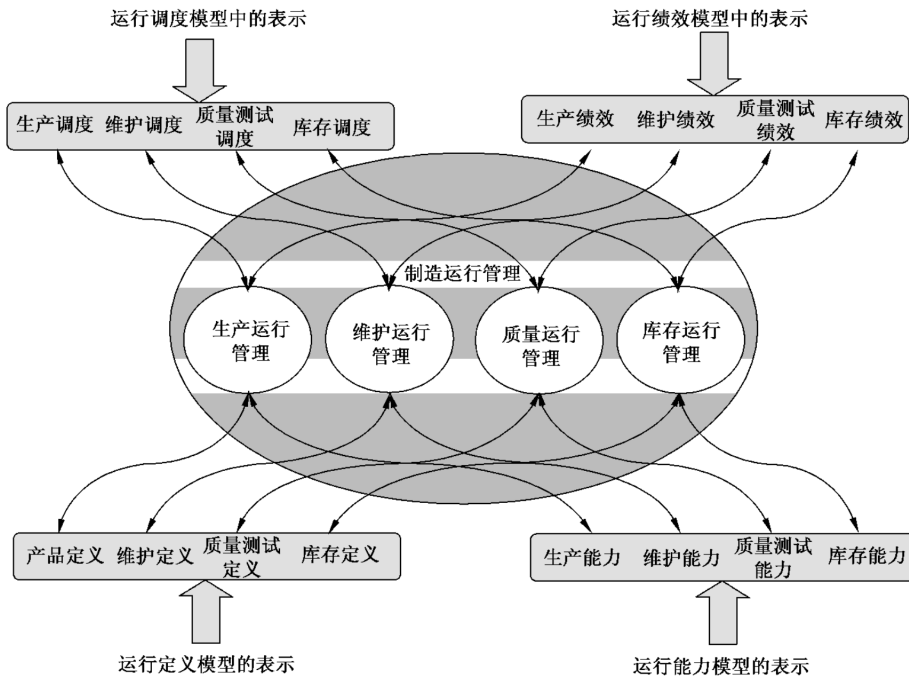 运行调度模型中的表示
运行绩效模型中的表示
生产调度 维护调度 质量测试 库存调度
调度
生产绩效 维护绩效 质量测试 库存绩效
绩效
制造运行管理
生产运行
管理
维护运行
管理
质量运行
管理
库存运行
管理
产品定义 维护定义 质量测试 库存定义
定义
生产能力 维护能力 质量测试 库存能力
能力
运行定义模型的表示
运行能力模型的表示